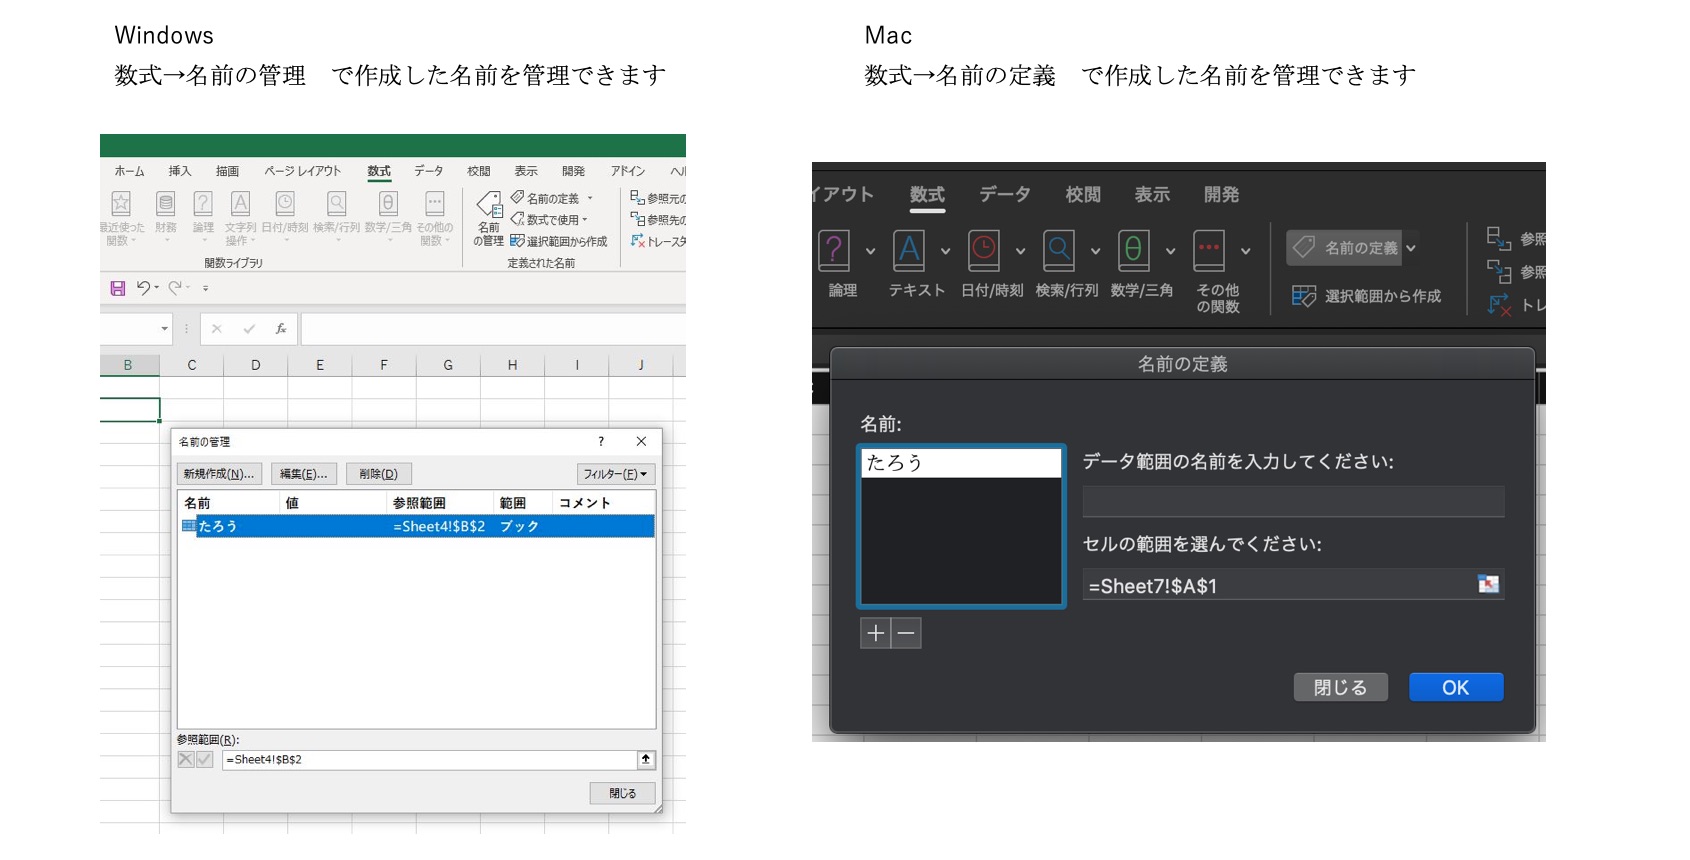 Windows
数式→名前の管理　で作成した名前を管理できます
ホーム 挿入 描画 ページ レイアウト 数式 データ 校閲 表示 開発 アドイン ヘル
最近使った関数 財務 論理 文字列操作 日付/時刻 検索/行列 数学/三角 その他の関数
関数ライブラリ
名前の管理
名前の定義
数式で使用
選択範囲から作成
定義された名前
参照元の
参照先の
トレース矢
B C D E F G H I J
名前の管理
新規作成(N)... 編集(E)... 削除(D) フィルター(F)
名前 値 参照範囲 範囲 コメント
たろう =Sheet4!$B$2 ブック
参照範囲(R):
=Sheet4!$B$2
閉じる
Mac
数式→名前の定義　で作成した名前を管理できます
イアウト 数式 データ 校閲 表示 開発
論理 テキスト 日付/時刻 検索/行列 数学/三角 その他の関数
名前の定義
選択範囲から作成
参照
参照
トレ
名前の定義
名前:
たろう
データ範囲の名前を入力してください:
セルの範囲を選んでください:
=Sheet7!$A$1
閉じる OK